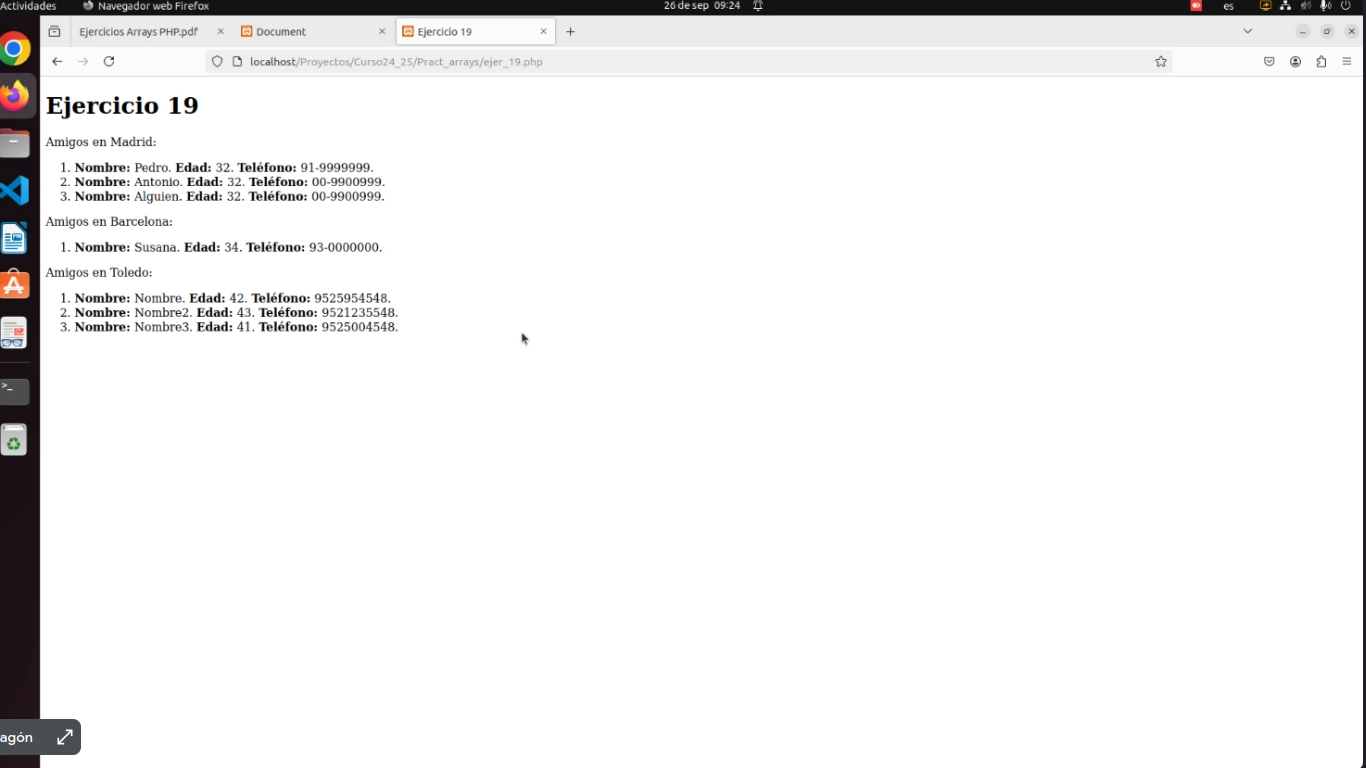 Actividades Navegador web Firefox 26 de sep 09:24 es
Ejercicios Arrays PHP.pdf Document Ejercicio 19
localhost/Proyectos/Curso24_25/Pract_arrays/ejer_19.php
Ejercicio 19
Amigos en Madrid:
1. Nombre: Pedro. Edad: 32. Teléfono: 91-9999999.
2. Nombre: Antonio. Edad: 32. Teléfono: 00-9900999.
3. Nombre: Alguien. Edad: 32. Teléfono: 00-9900999.
Amigos en Barcelona:
1. Nombre: Susana. Edad: 34. Teléfono: 93-0000000.
Amigos en Toledo:
1. Nombre: Nombre. Edad: 42. Teléfono: 9525954548.
2. Nombre: Nombre2. Edad: 43. Teléfono: 9521235548.
3. Nombre: Nombre3. Edad: 41. Teléfono: 9525004548.
agón